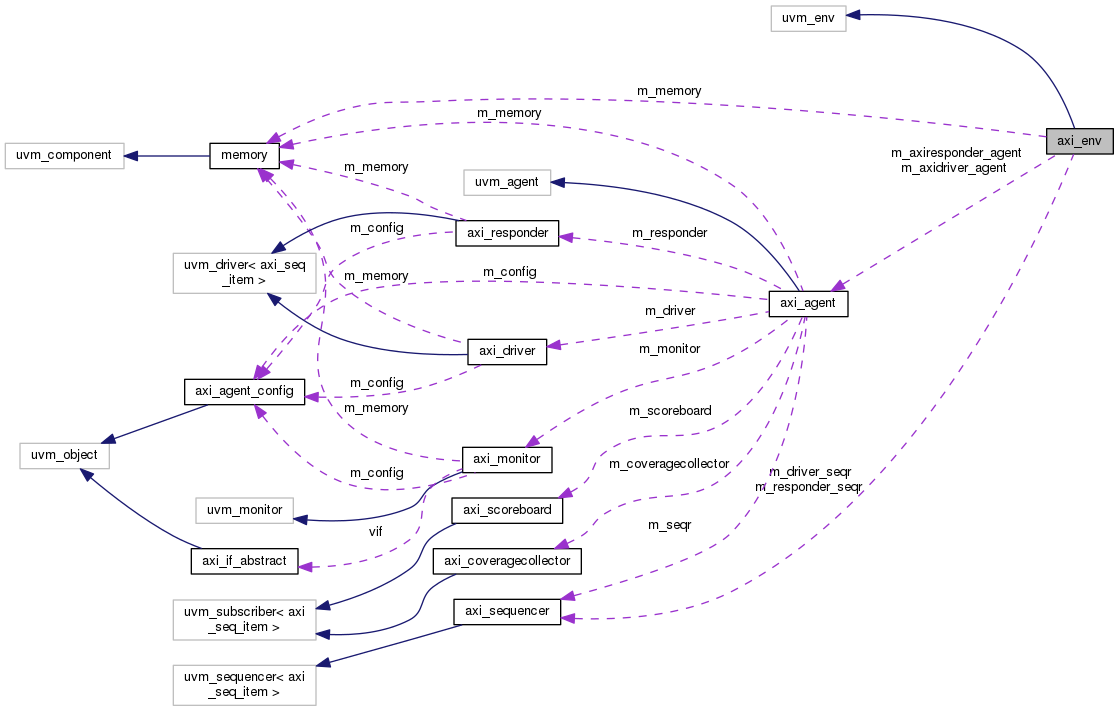 uvm_env
m_memory
m_memory
axi_env
uvm_component
memory
m_axiresponder_agent
m_axidriver_agent
m_memory
uvm_agent
m_config
axi_responder
m_responder
uvm_driver< axi_seq
_item >
m_memory
m_config
axi_agent
m_driver
axi_driver
m_monitor
axi_agent_config
m_config
m_memory
m_scoreboard
uvm_object
axi_monitor
m_config
m_coveragecollector
m_driver_seqr
m_responder_seqr
uvm_monitor
axi_scoreboard
vif
m_seqr
axi_if_abstract
axi_coveragecollector
uvm_subscriber< axi
_seq_item >
axi_sequencer
uvm_sequencer< axi
_seq_item >